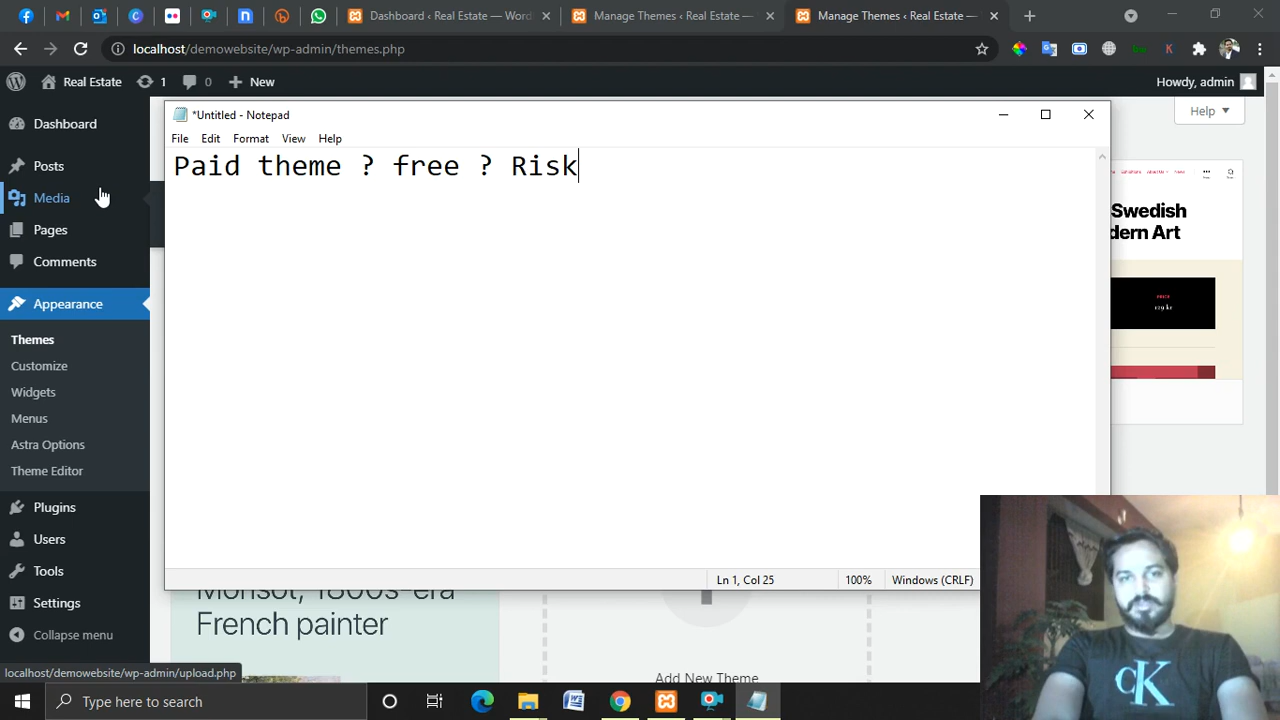 Dashboard ‹ Real Estate — Word
Manage Themes ‹ Real Estate —
Manage Themes ‹ Real Estate —
localhost/demowebsite/wp-admin/themes.php
Real Estate
1
0
New
Howdy, admin
Help
Dashboard
Posts
Media
Pages
Comments
Appearance
Themes
Customize
Widgets
Menus
Astra Options
Theme Editor
Plugins
Users
Tools
Settings
Collapse menu
*Untitled - Notepad
File Edit Format View Help
Paid theme ? free ? Risk
Ln 1, Col 25
100%
Windows (CRLF)
Swedish
dern Art
PRICE
Morisot, 1800s-era
French painter
Add New Theme
localhost/demowebsite/wp-admin/upload.php
Type here to search
CK